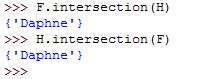 >>> F.intersection(H)
{'Daphne'}
>>> H.intersection(F)
{'Daphne'}
>>>